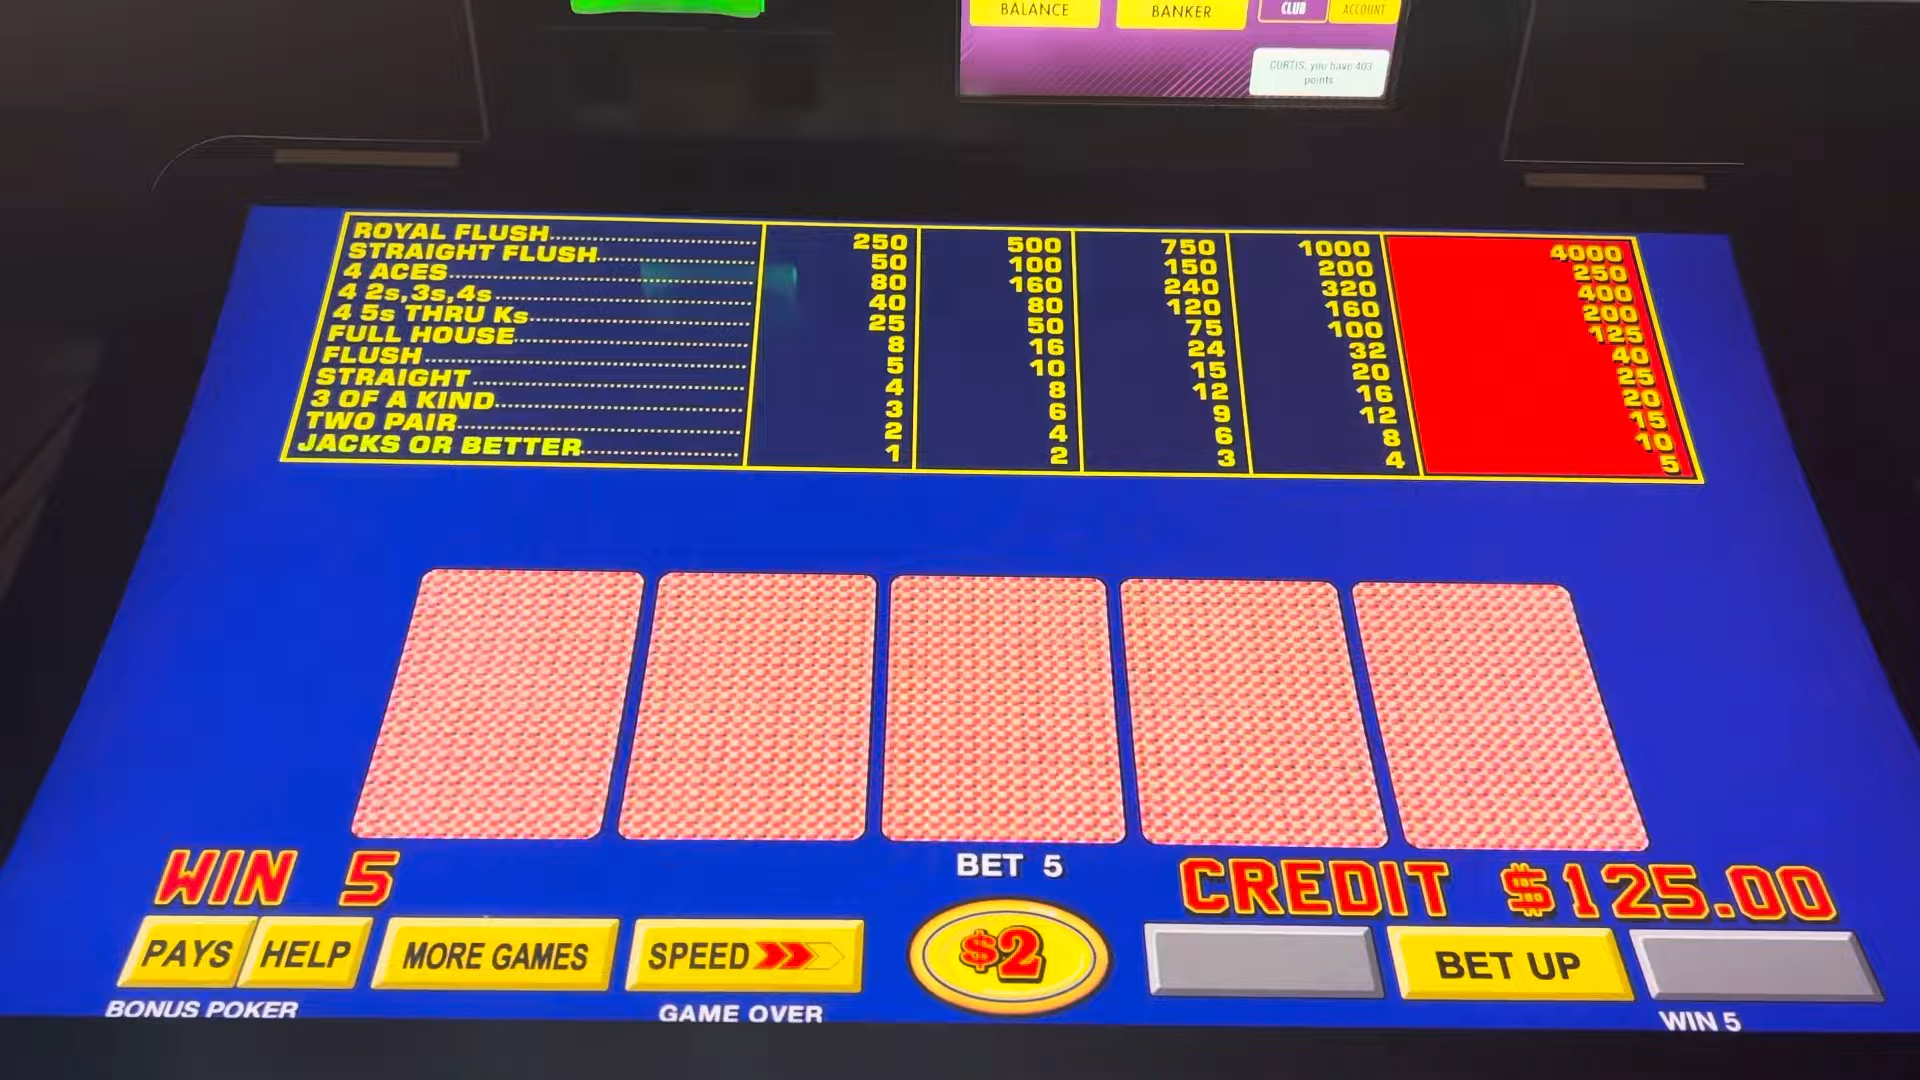 BALANCE
BANKER
CLUB
ACCOUNT
CURTIS, you have 403
points
ROYAL FLUSH 250 500 750 1000 4000
STRAIGHT FLUSH 50 100 150 200 250
4 ACES 80 160 240 320 400
4 2s,3s,4s 40 80 120 160 200
4 5s THRU Ks 25 50 75 100 125
FULL HOUSE 8 16 24 32 40
FLUSH 5 10 15 20 25
STRAIGHT 4 8 12 16 20
3 OF A KIND 3 6 9 12 15
TWO PAIR 2 4 6 8 10
JACKS OR BETTER 1 2 3 4 5
WIN 5
BET 5
CREDIT $125.00
PAYS
HELP
MORE GAMES
SPEED
$2
BET UP
BONUS POKER
GAME OVER
WIN 5